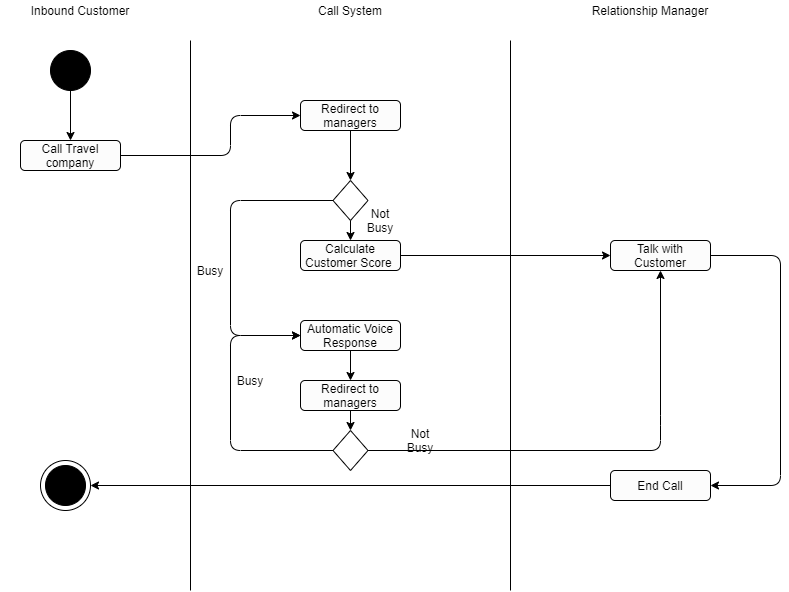 Inbound Customer
Call System
Relationship Manager
Redirect to
managers
Call Travel
company
Not
Busy
Calculate
Customer Score
Talk with
Customer
Busy
Automatic Voice
Response
Busy
Redirect to
managers
Not
Busy
End Call